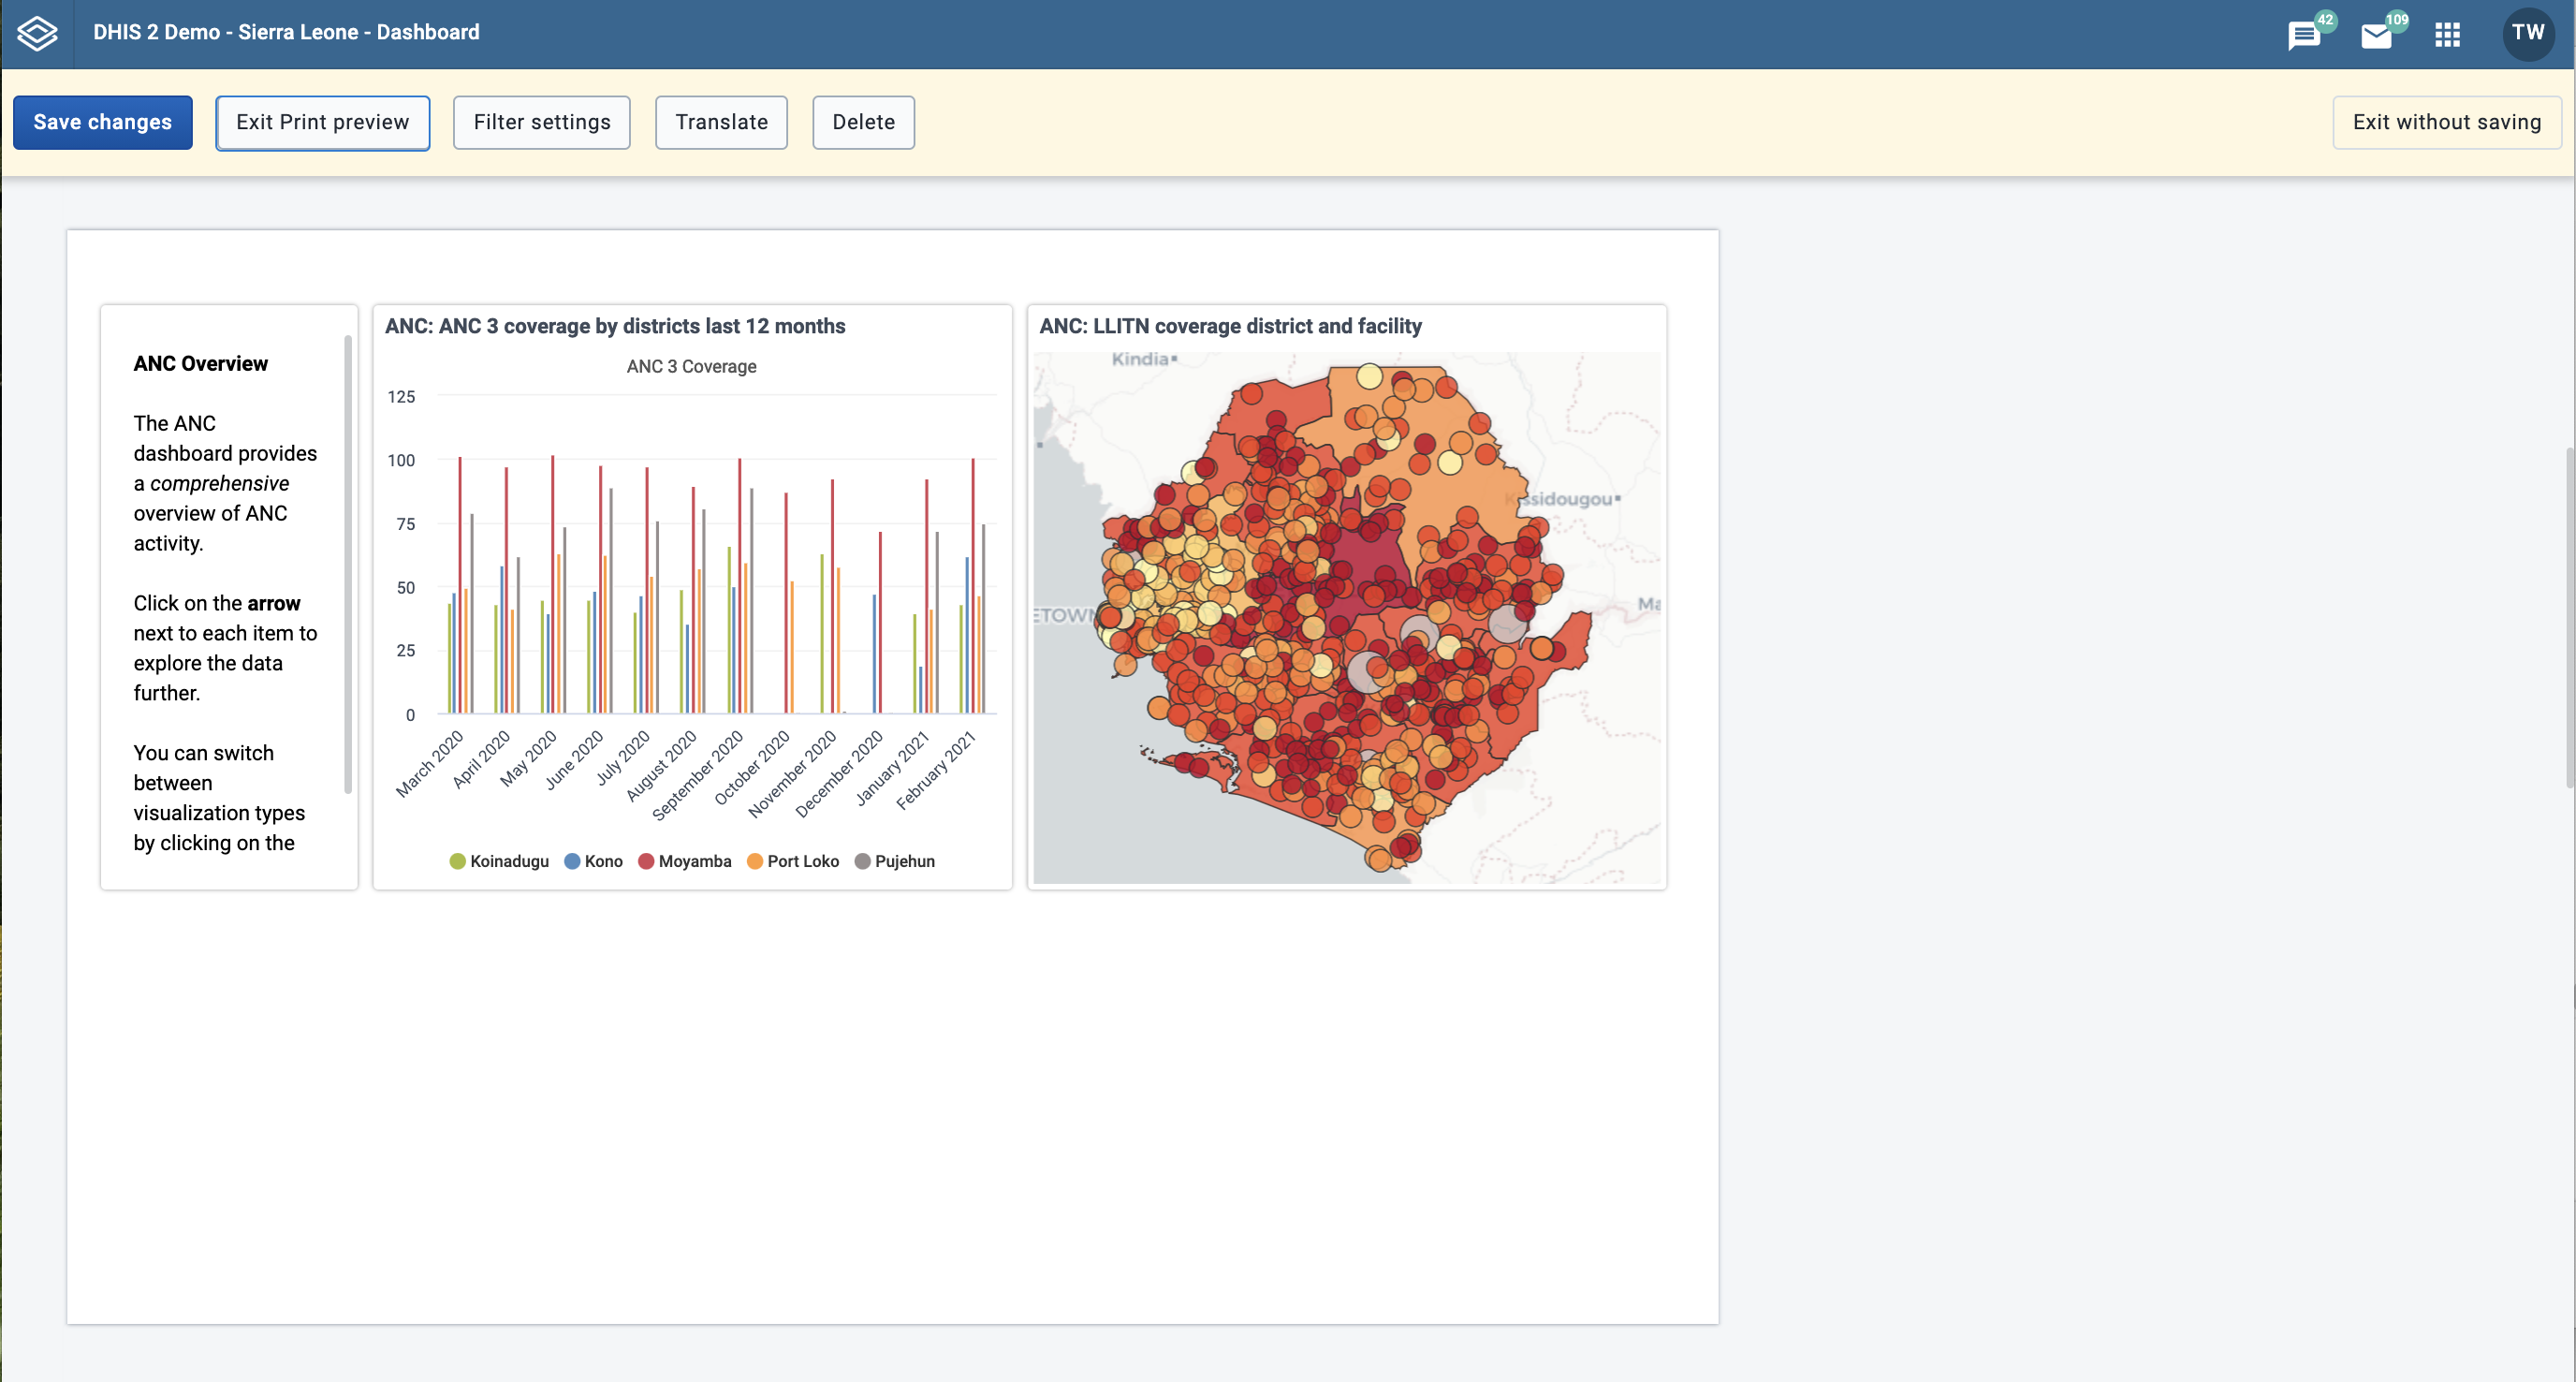 DHIS 2 Demo - Sierra Leone - Dashboard
42
109
TW
Save changes
Exit Print preview
Filter settings
Translate
Delete
Exit without saving
ANC Overview
The ANC
dashboard provides
a comprehensive
overview of ANC
activity.
Click on the arrow
next to each item to
explore the data
further.
You can switch
between
visualization types
by clicking on the
ANC: ANC 3 coverage by districts last 12 months
ANC 3 Coverage
125
100
75
50
25
0
March 2020
April 2020
May 2020
June 2020
July 2020
August 2020
September 2020
October 2020
November 2020
December 2020
January 2021
February 2021
Koinadugu
Kono
Moyamba
Port Loko
Pujehun
ANC: LLITN coverage district and facility
Kindia
ssidougou
ETOWN
Ma